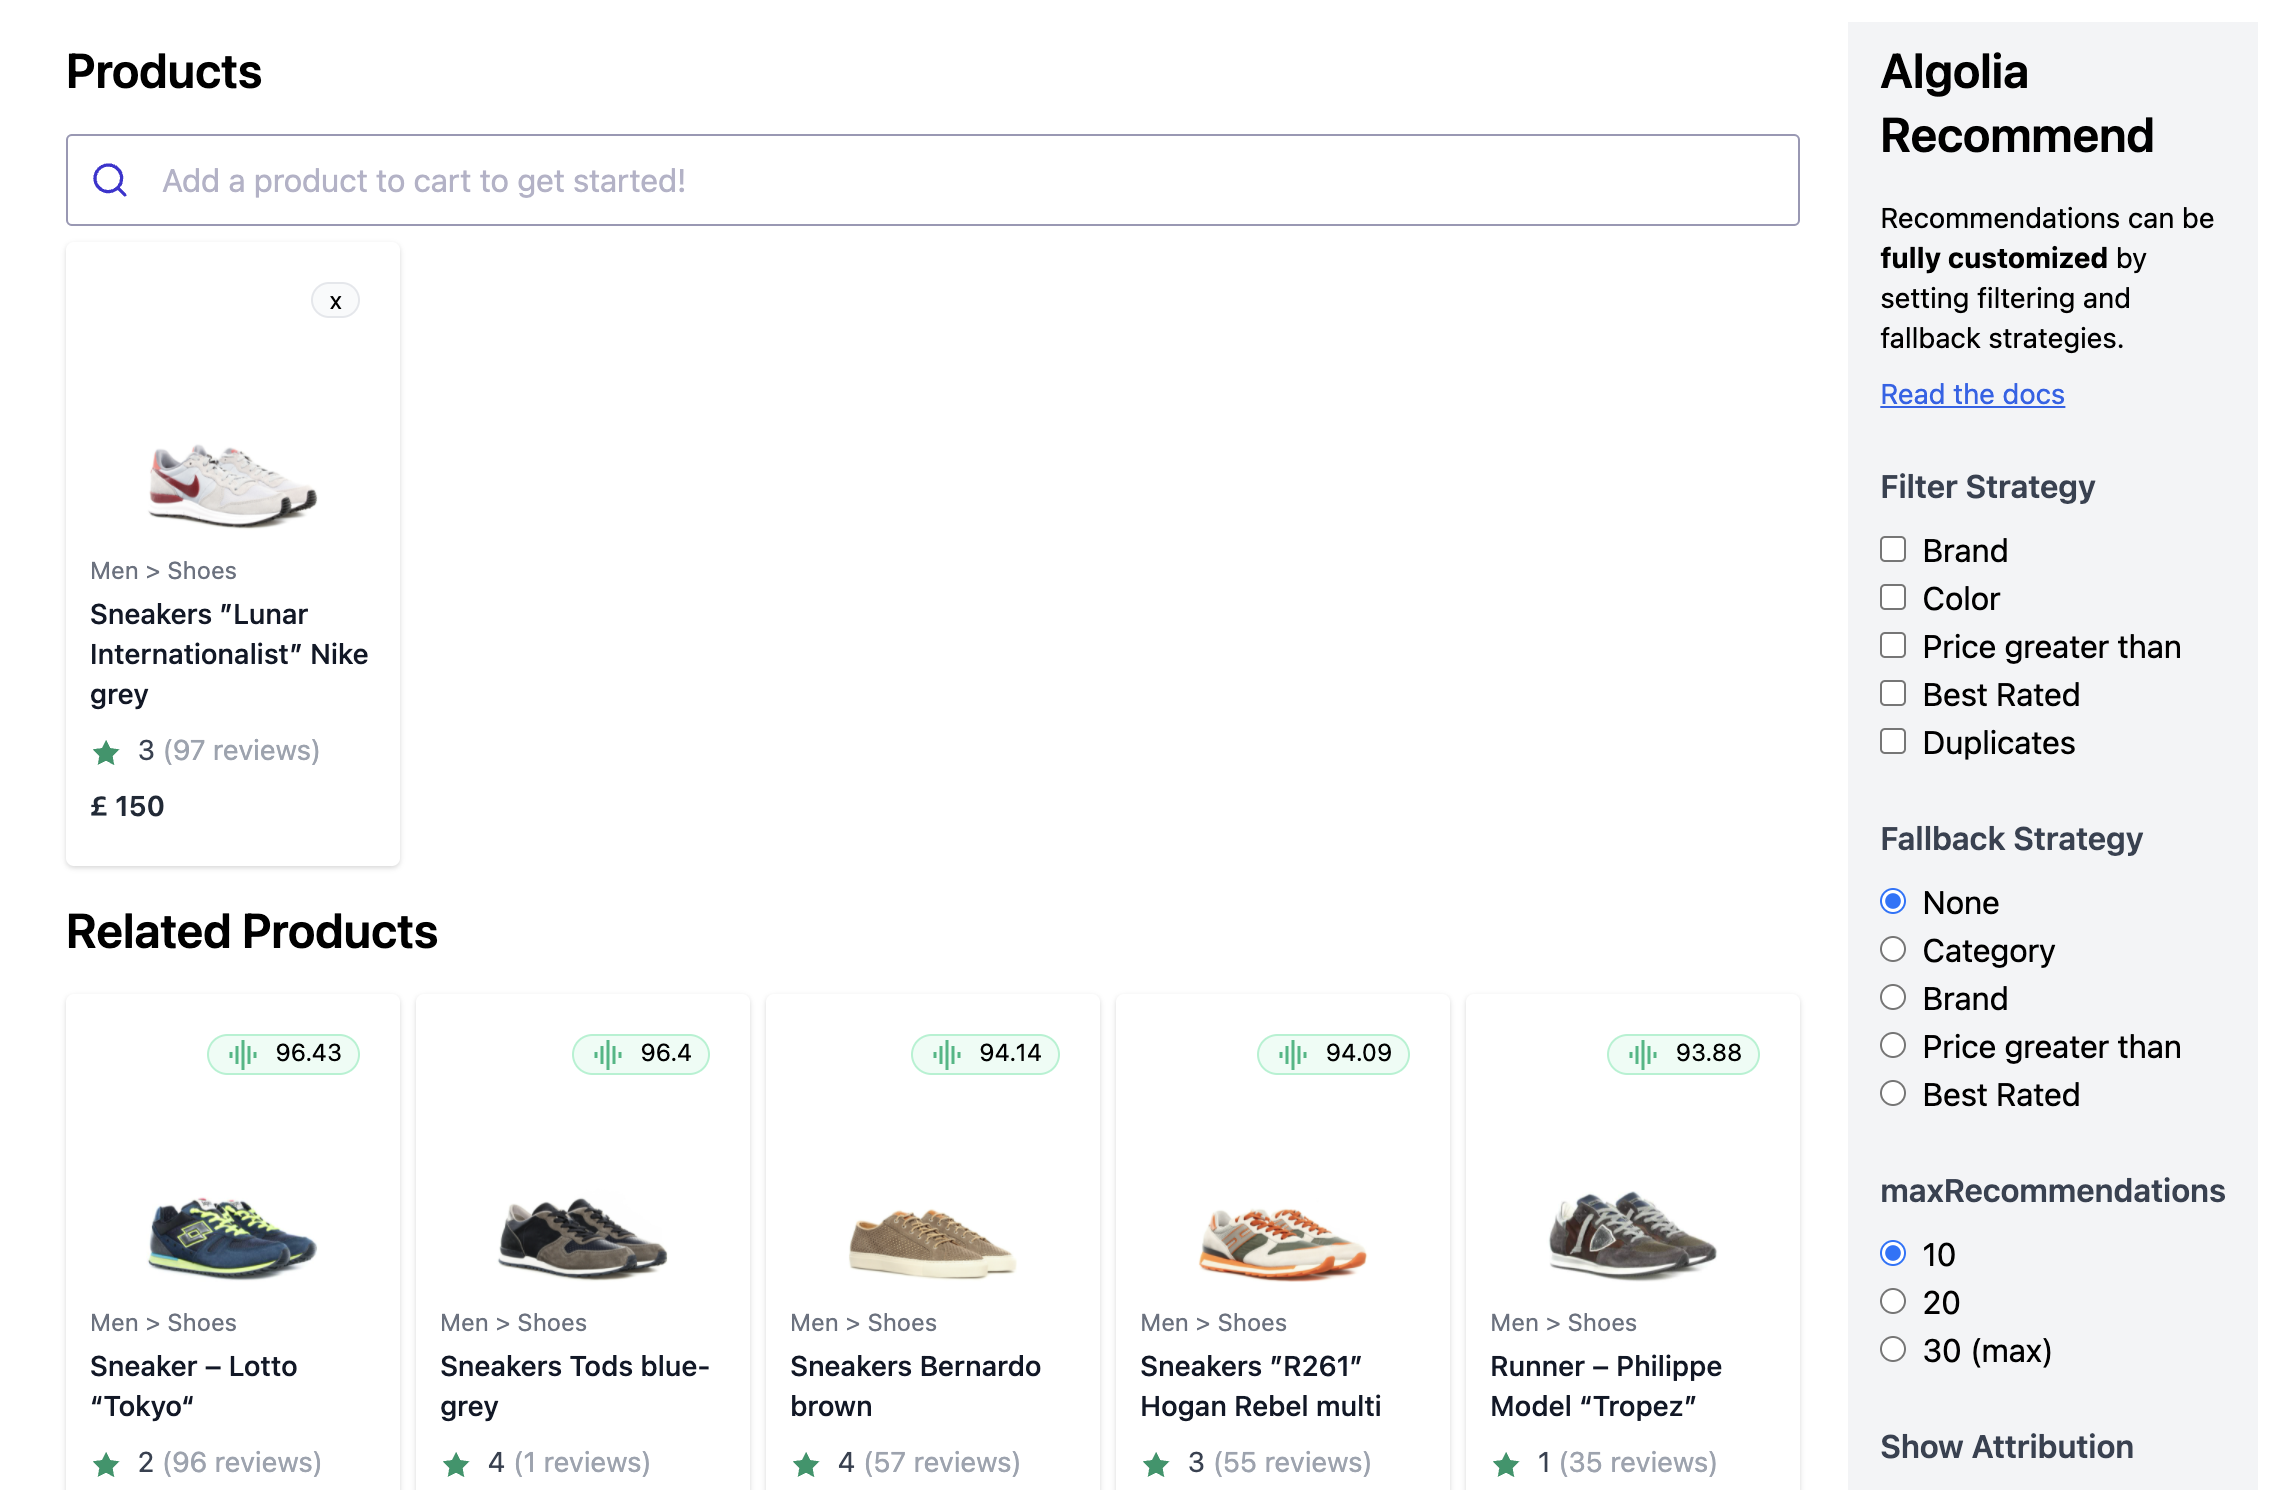 Products
Add a product to cart to get started!
x
Men > Shoes
Sneakers ”Lunar
Internationalist” Nike
grey
3 (97 reviews)
£ 150
Related Products
96.43
Men > Shoes
Sneaker – Lotto
“Tokyo“
2 (96 reviews)
96.4
Men > Shoes
Sneakers Tods blue-
grey
4 (1 reviews)
94.14
Men > Shoes
Sneakers Bernardo
brown
4 (57 reviews)
94.09
Men > Shoes
Sneakers ”R261”
Hogan Rebel multi
3 (55 reviews)
93.88
Men > Shoes
Runner – Philippe
Model “Tropez”
1 (35 reviews)
Algolia
Recommend
Recommendations can be
fully customized by
setting filtering and
fallback strategies.
Read the docs
Filter Strategy
Brand
Color
Price greater than
Best Rated
Duplicates
Fallback Strategy
None
Category
Brand
Price greater than
Best Rated
maxRecommendations
10
20
30 (max)
Show Attribution